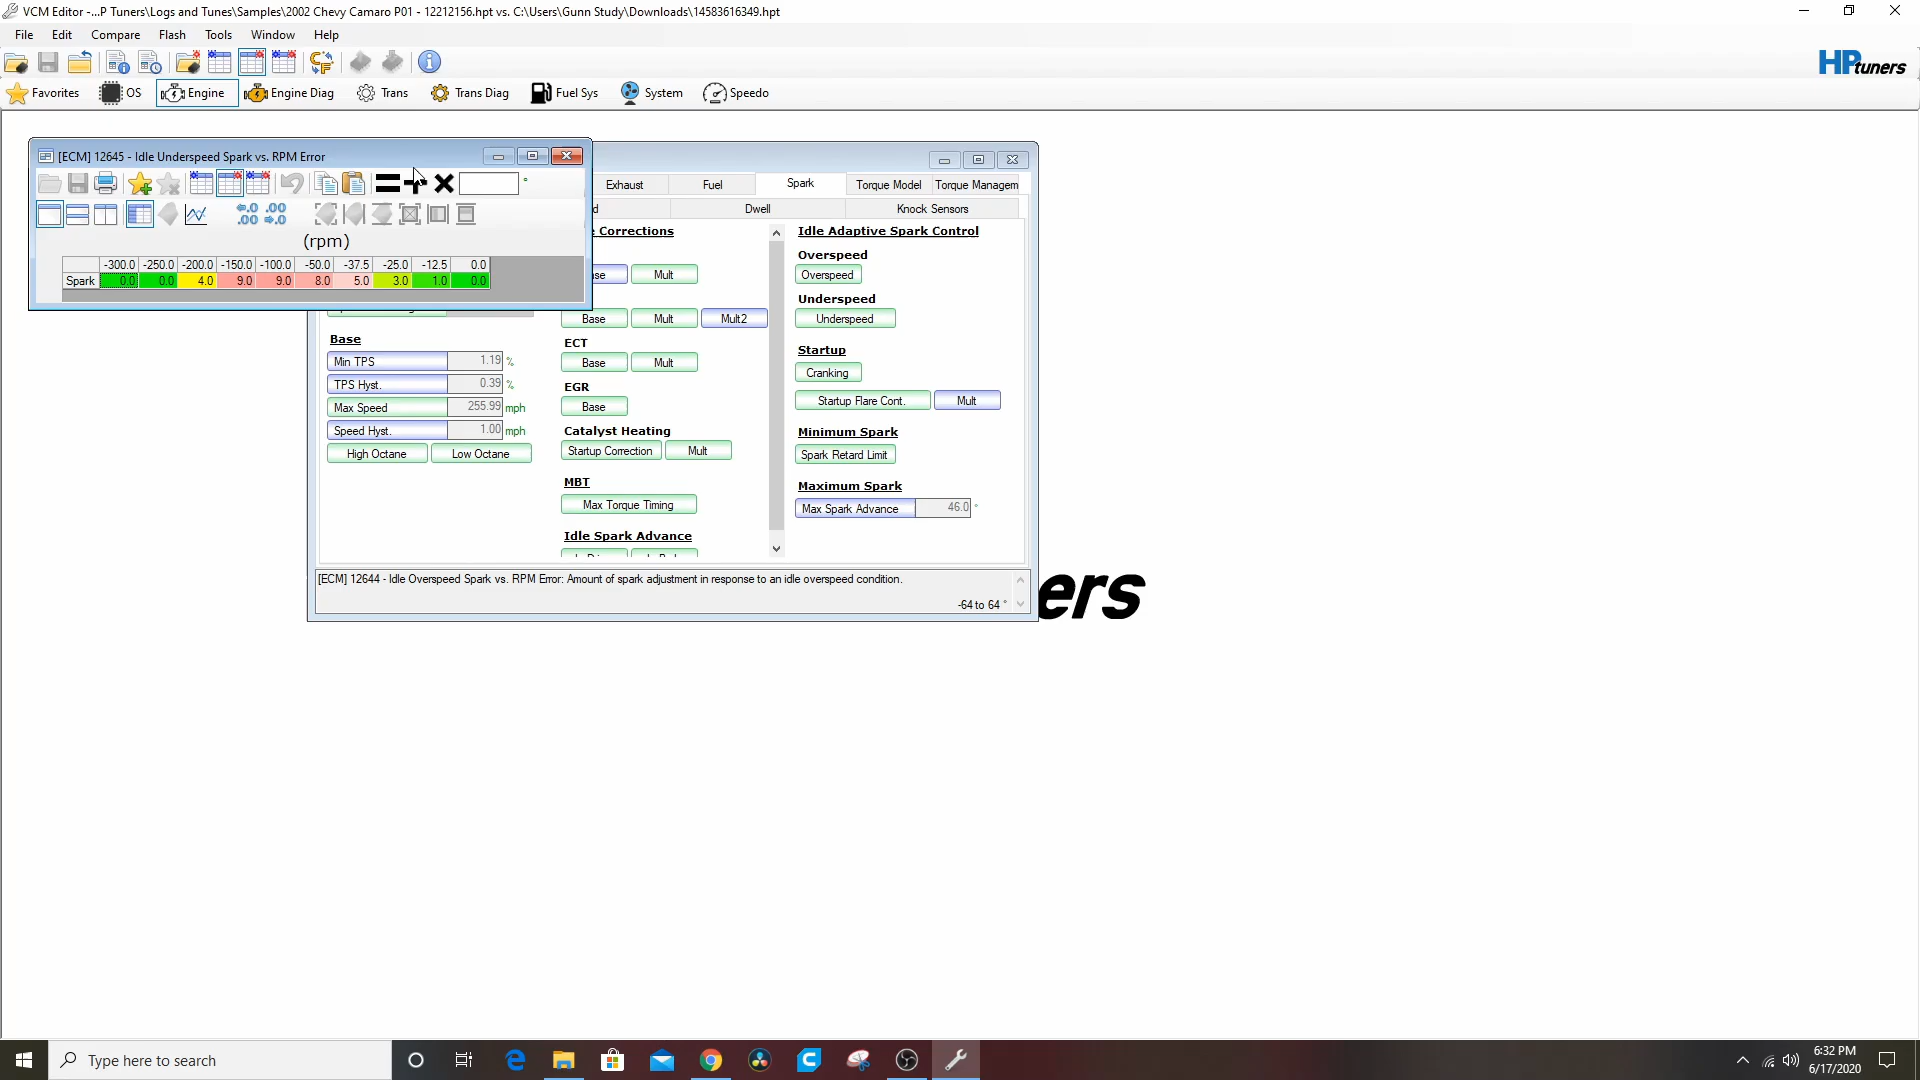 VCM Editor -...P Tuners\Logs and Tunes\Samples\2002 Chevy Camaro P01 - 12212156.hpt vs. C:\Users\Gunn Study\Downloads\14583616349.hpt
File Edit Compare Flash Tools Window Help
HPtuners
Favorites OS Engine Engine Diag Trans Trans Diag Fuel Sys System Speedo
[ECM] 12645 - Idle Underspeed Spark vs. RPM Error
(rpm)
-300.0 -250.0 -200.0 -150.0 -100.0 -50.0 -37.5 -25.0 -12.5 0.0
Spark 0.0 0.0 4.0 9.0 9.0 8.0 5.0 3.0 1.0 0.0
Exhaust Fuel Spark Torque Model Torque Managem
d Dwell Knock Sensors
Corrections
se Mult
Base Mult Mult2
ECT
Base Mult
EGR
Base
Catalyst Heating
Startup Correction Mult
MBT
Max Torque Timing
Idle Spark Advance
Base
Min TPS 1.19 %
TPS Hyst. 0.39 %
Max Speed 255.99 mph
Speed Hyst. 1.00 mph
High Octane Low Octane
Idle Adaptive Spark Control
Overspeed
Overspeed
Underspeed
Underspeed
Startup
Cranking
Startup Flare Cont. Mult
Minimum Spark
Spark Retard Limit
Maximum Spark
Max Spark Advance 46.0 °
[ECM] 12644 - Idle Overspeed Spark vs. RPM Error: Amount of spark adjustment in response to an idle overspeed condition.
-64 to 64 °
ers
Type here to search
6:32 PM
6/17/2020